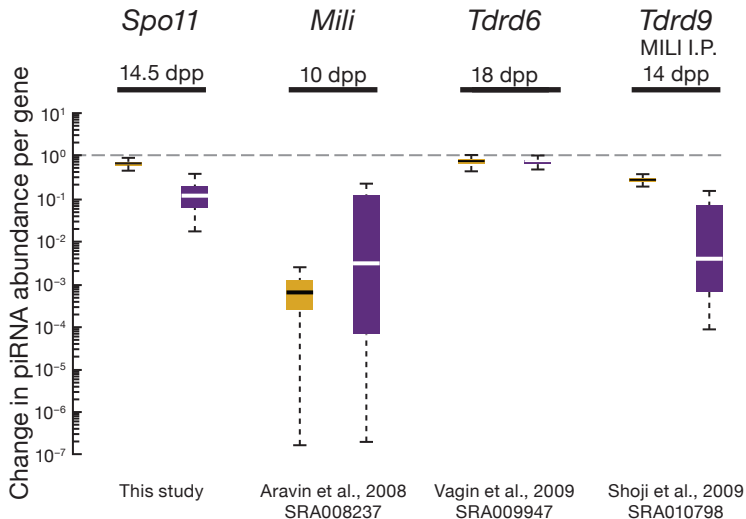 Spo11 Mili Tdrd6 Tdrd9
MILI I.P.
14.5 dpp 10 dpp 18 dpp 14 dpp
Change in piRNA abundance per gene
10¹
10⁰
10⁻¹
10⁻²
10⁻³
10⁻⁴
10⁻⁵
10⁻⁶
10⁻⁷
This study Aravin et al., 2008 Vagin et al., 2009 Shoji et al., 2009
SRA008237 SRA009947 SRA010798